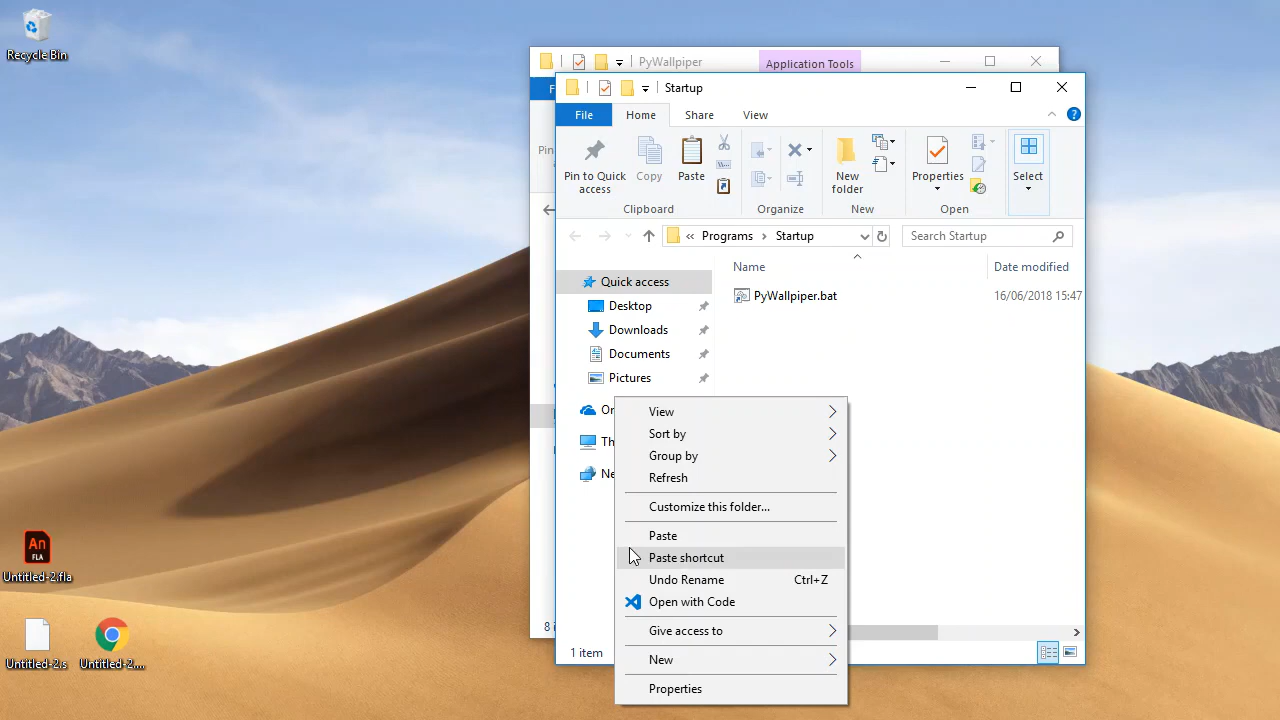 Recycle Bin
PyWallpiper
Application Tools
Startup
File
Home
Share
View
Pin to Quick access
Copy
Paste
Clipboard
Organize
New folder
New
Properties
Open
Select
Programs
Startup
Search Startup
Quick access
Desktop
Downloads
Documents
Pictures
Name
Date modified
PyWallpiper.bat
16/06/2018 15:47
View
Sort by
Group by
Refresh
Customize this folder...
Paste
Paste shortcut
Undo Rename Ctrl+Z
Open with Code
Give access to
New
Properties
1 item
An
FLA
Untitled-2.fla
Untitled-2.s
Untitled-2....